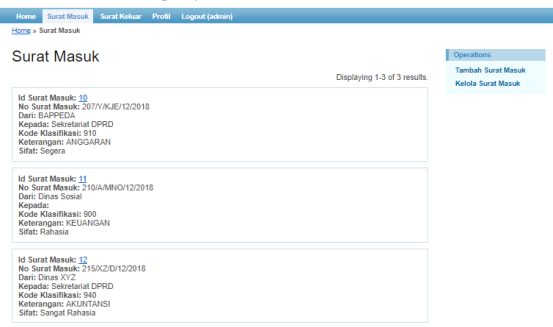 Home Surat Masuk Surat Keluar Profil Logout (admin)
Home » Surat Masuk
Surat Masuk
Displaying 1-3 of 3 results.
Id Surat Masuk: 10
No Surat Masuk: 207/Y/KJE/12/2018
Dari: BAPPEDA
Kepada: Sekretariat DPRD
Kode Klasifikasi: 910
Keterangan: ANGGARAN
Sifat: Segera
Id Surat Masuk: 11
No Surat Masuk: 210/A/MNO/12/2018
Dari: Dinas Sosial
Kepada:
Kode Klasifikasi: 900
Keterangan: KEUANGAN
Sifat: Rahasia
Id Surat Masuk: 12
No Surat Masuk: 215/XZ/D/12/2018
Dari: Dinas XYZ
Kepada: Sekretariat DPRD
Kode Klasifikasi: 940
Keterangan: AKUNTANSI
Sifat: Sangat Rahasia
Operations
Tambah Surat Masuk
Kelola Surat Masuk